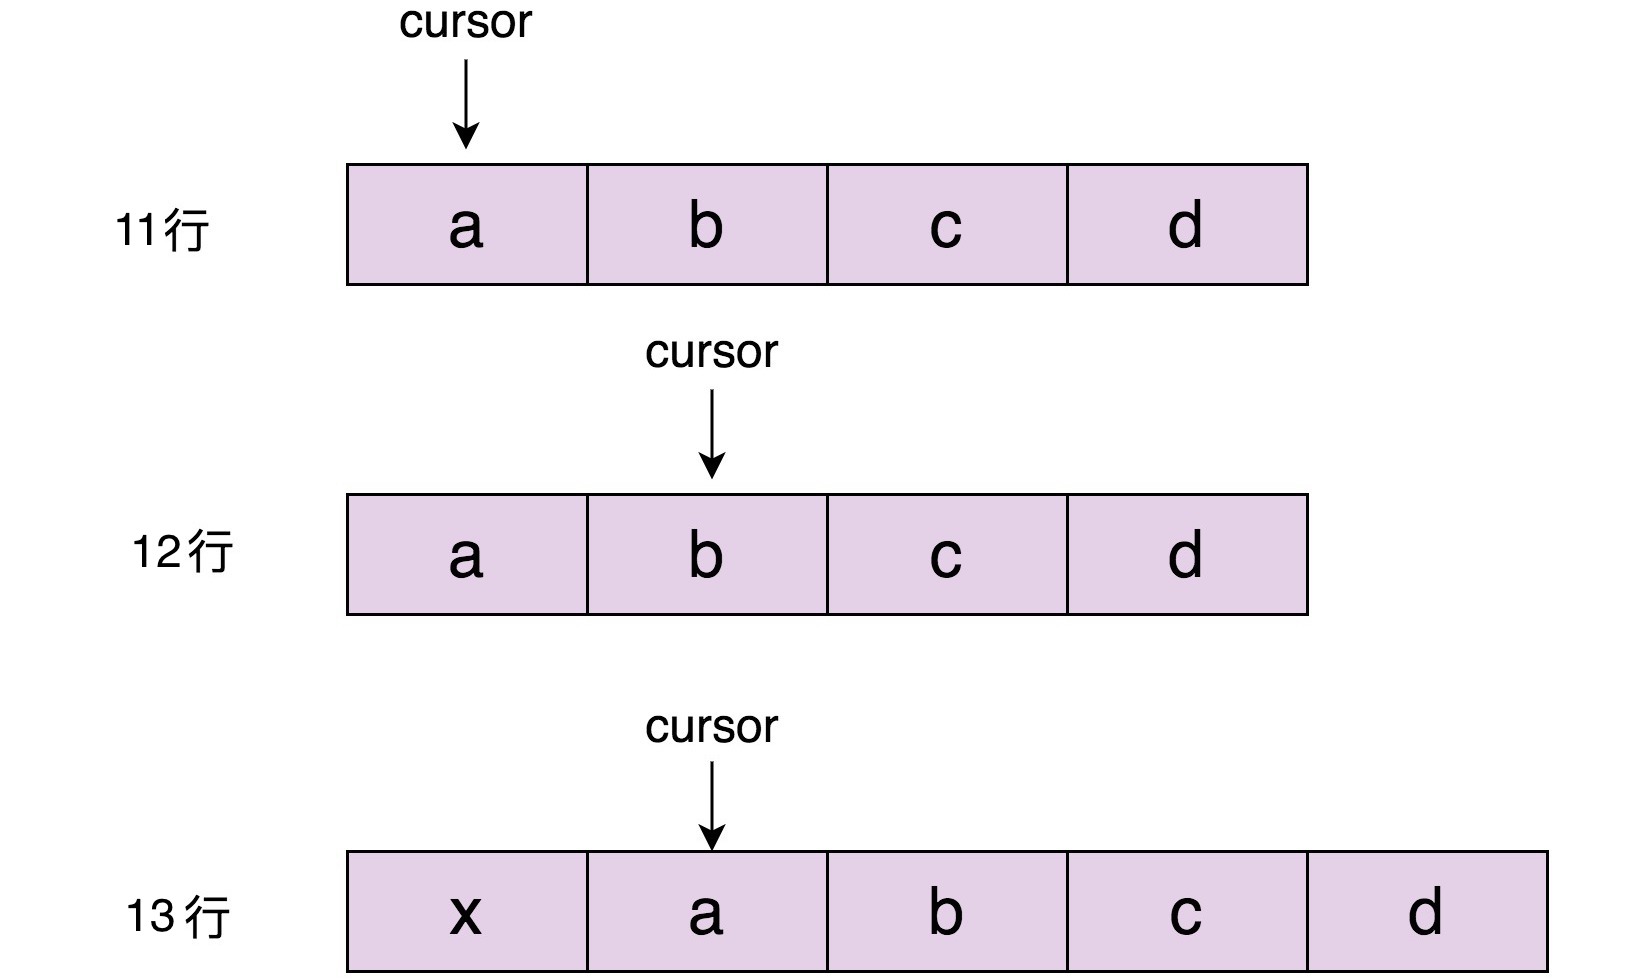 cursor
11行 a b c d
cursor
12行 a b c d
cursor
13行 x a b c d